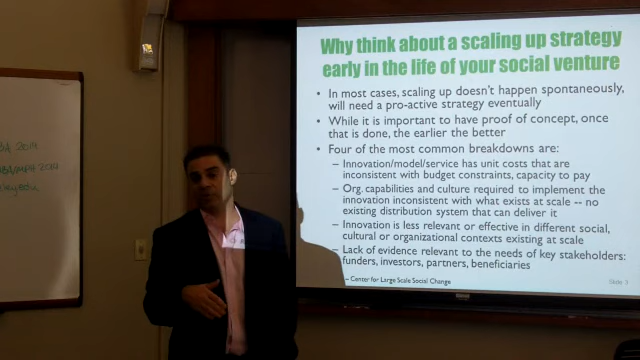 Why think about a scaling up strategy
early in the life of your social venture
• In most cases, scaling up doesn't happen spontaneously,
will need a pro-active strategy eventually
• While it is important to have proof of concept, once
that is done, the earlier the better
• Four of the most common breakdowns are:
– Innovation/model/service has unit costs that are
inconsistent with budget constraints, capacity to pay
– Org. capabilities and culture required to implement the
innovation inconsistent with what exists at scale -- no
existing distribution system that can deliver it
– Innovation is less relevant or effective in different social,
cultural or organizational contexts existing at scale
– Lack of evidence relevant to the needs of key stakeholders:
funders, investors, partners, beneficiaries
– Center for Large Scale Social Change
Slide 3
2014